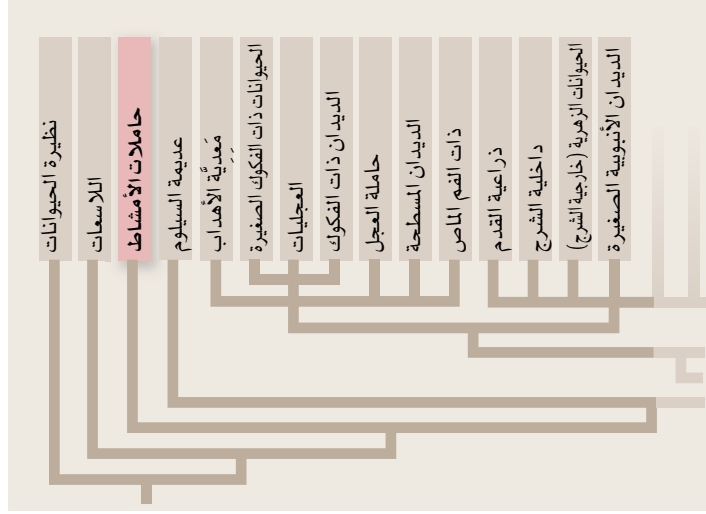 نظيرة الحيوانات
اللاسعات
حاملات الأمشاط
عديمة السيلوم
مَعِديَّة الأهداب
الحيوانات ذات الفكوك الصغيرة
العجليات
الديدان ذات الفكوك
حاملة العجل
الديدان المسطحة
ذات الفم الماص
ذراعية القدم
داخلية الشرج
الحيوانات الزهرية (خارجية الشرج)
الديدان الأنبوبية الصغيرة